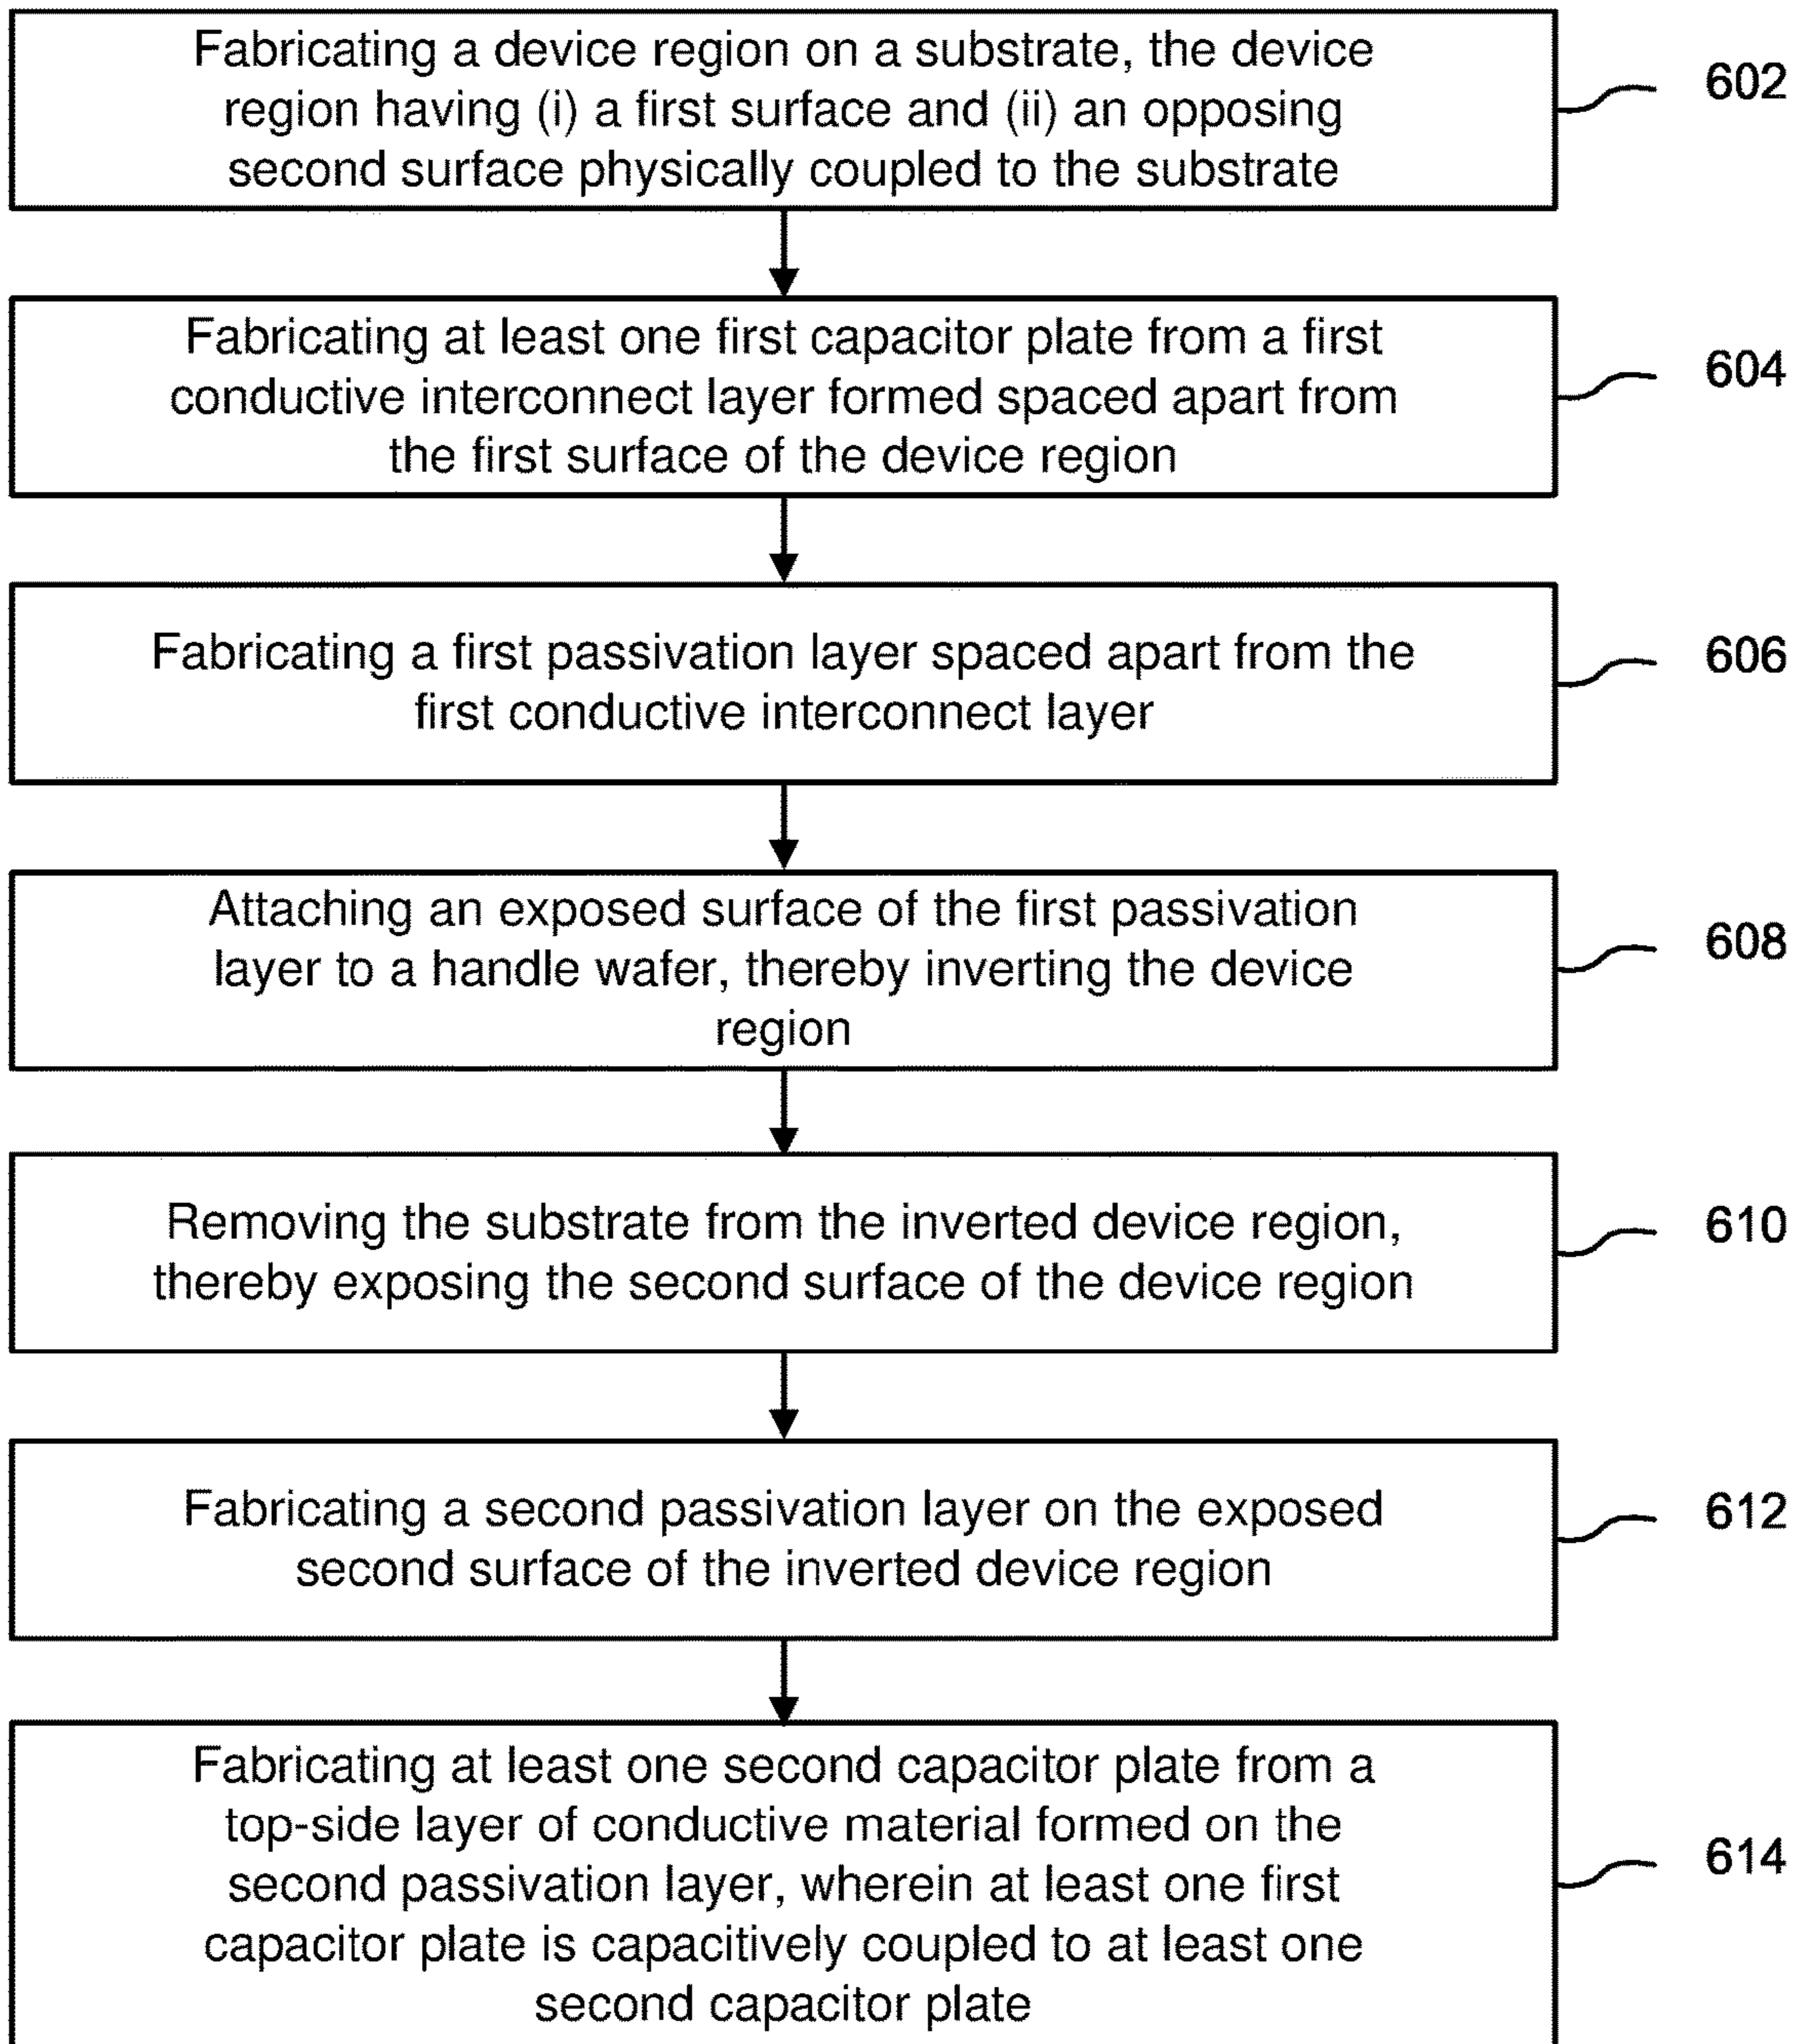 Fabricating a device region on a substrate, the device
region having (i) a first surface and (ii) an opposing
second surface physically coupled to the substrate
602
Fabricating at least one first capacitor plate from a first
conductive interconnect layer formed spaced apart from
the first surface of the device region
604
Fabricating a first passivation layer spaced apart from the
first conductive interconnect layer
606
Attaching an exposed surface of the first passivation
layer to a handle wafer, thereby inverting the device
region
608
Removing the substrate from the inverted device region,
thereby exposing the second surface of the device region
610
Fabricating a second passivation layer on the exposed
second surface of the inverted device region
612
Fabricating at least one second capacitor plate from a
top-side layer of conductive material formed on the
second passivation layer, wherein at least one first
capacitor plate is capacitively coupled to at least one
second capacitor plate
614